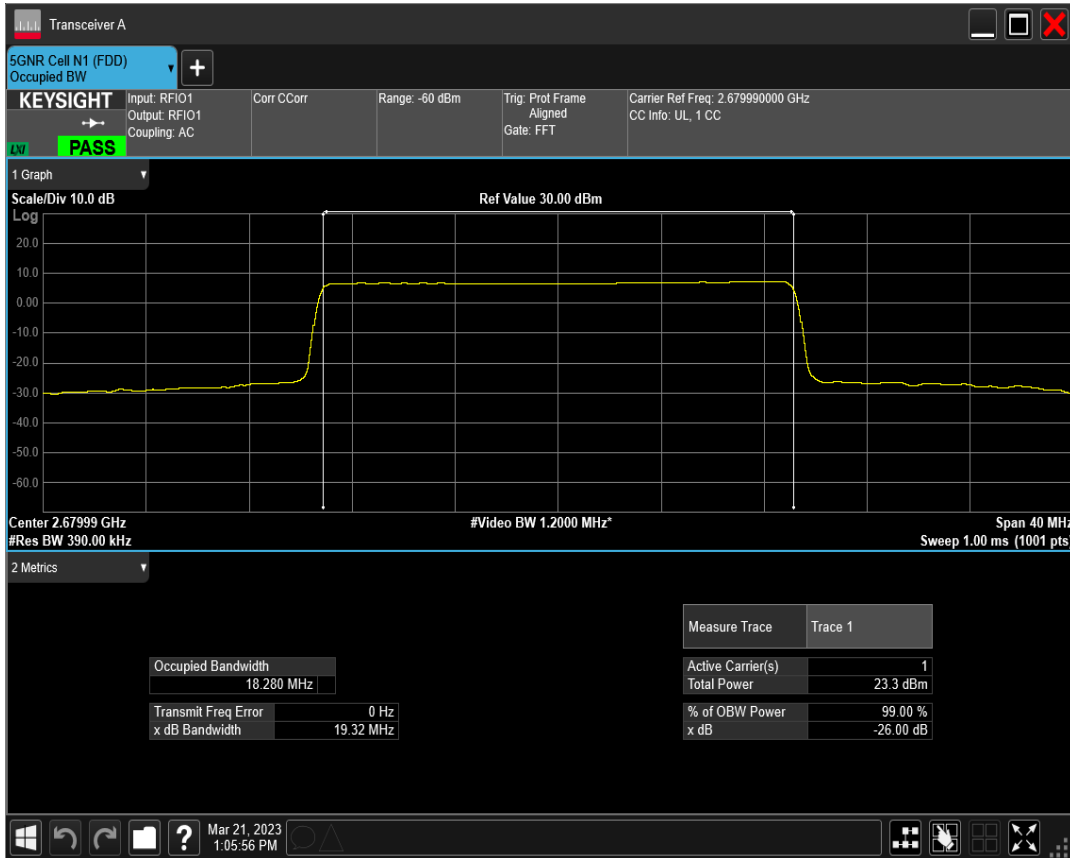 Transceiver A
5GNR Cell N1 (FDD)
Occupied BW
+
KEYSIGHT
LXI
PASS
Input: RFIO1
Output: RFIO1
Coupling: AC
Corr CCorr
Range: -60 dBm
Trig: Prot Frame
Aligned
Gate: FFT
Carrier Ref Freq: 2.679990000 GHz
CC Info: UL, 1 CC
1 Graph
Scale/Div 10.0 dB
Ref Value 30.00 dBm
Log
20.0
10.0
0.00
-10.0
-20.0
-30.0
-40.0
-50.0
-60.0
Center 2.67999 GHz
#Video BW 1.2000 MHz*
Span 40 MHz
#Res BW 390.00 kHz
Sweep 1.00 ms (1001 pts)
2 Metrics
Measure Trace Trace 1
Occupied Bandwidth
18.280 MHz
Active Carrier(s) 1
Total Power 23.3 dBm
Transmit Freq Error 0 Hz
x dB Bandwidth 19.32 MHz
% of OBW Power 99.00 %
x dB -26.00 dB
?
Mar 21, 2023
1:05:56 PM